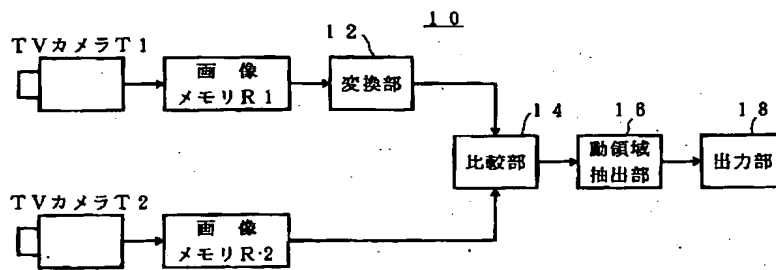 １０
ＴＶカメラＴ１
画像
メモリＲ１
１２
変換部
１４
比較部
１６
動領域
抽出部
１８
出力部
ＴＶカメラＴ２
画像
メモリＲ２